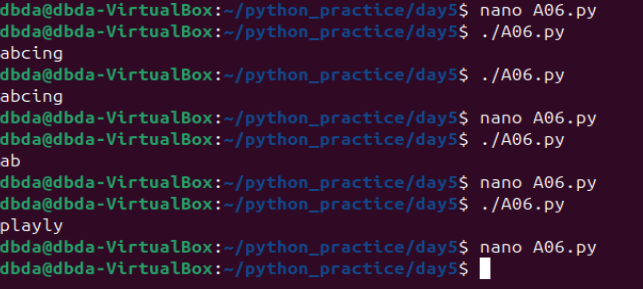 dbda@dbda-VirtualBox:~/python_practice/day5$ nano A06.py
dbda@dbda-VirtualBox:~/python_practice/day5$ ./A06.py
abcing
dbda@dbda-VirtualBox:~/python_practice/day5$ ./A06.py
abcing
dbda@dbda-VirtualBox:~/python_practice/day5$ nano A06.py
dbda@dbda-VirtualBox:~/python_practice/day5$ ./A06.py
ab
dbda@dbda-VirtualBox:~/python_practice/day5$ nano A06.py
dbda@dbda-VirtualBox:~/python_practice/day5$ ./A06.py
playly
dbda@dbda-VirtualBox:~/python_practice/day5$ nano A06.py
dbda@dbda-VirtualBox:~/python_practice/day5$